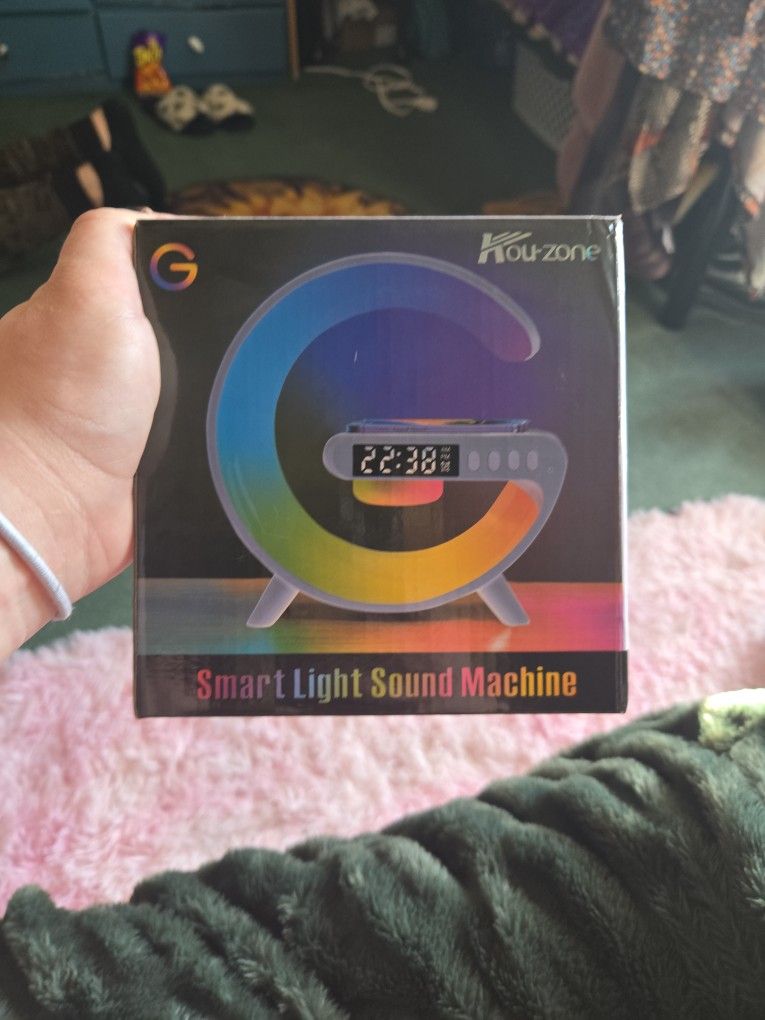 G
Kou-zone
22:38
Smart Light Sound Machine